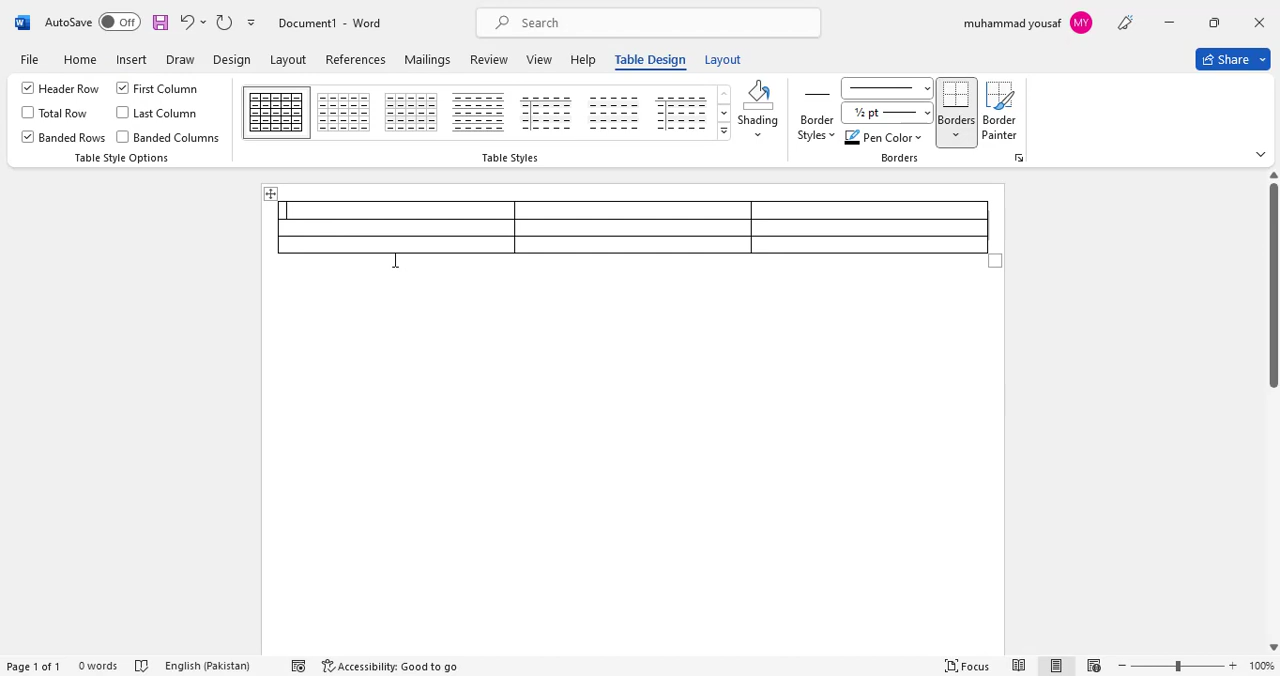 AutoSave Off Document1 - Word Search muhammad yousaf MY
File Home Insert Draw Design Layout References Mailings Review View Help Table Design Layout Share
Header Row First Column
Total Row Last Column
Banded Rows Banded Columns
Table Style Options
Table Styles
Shading
Border
Styles
½ pt
Pen Color
Borders
Border
Painter
Borders
Page 1 of 1 0 words English (Pakistan) Accessibility: Good to go Focus 100%